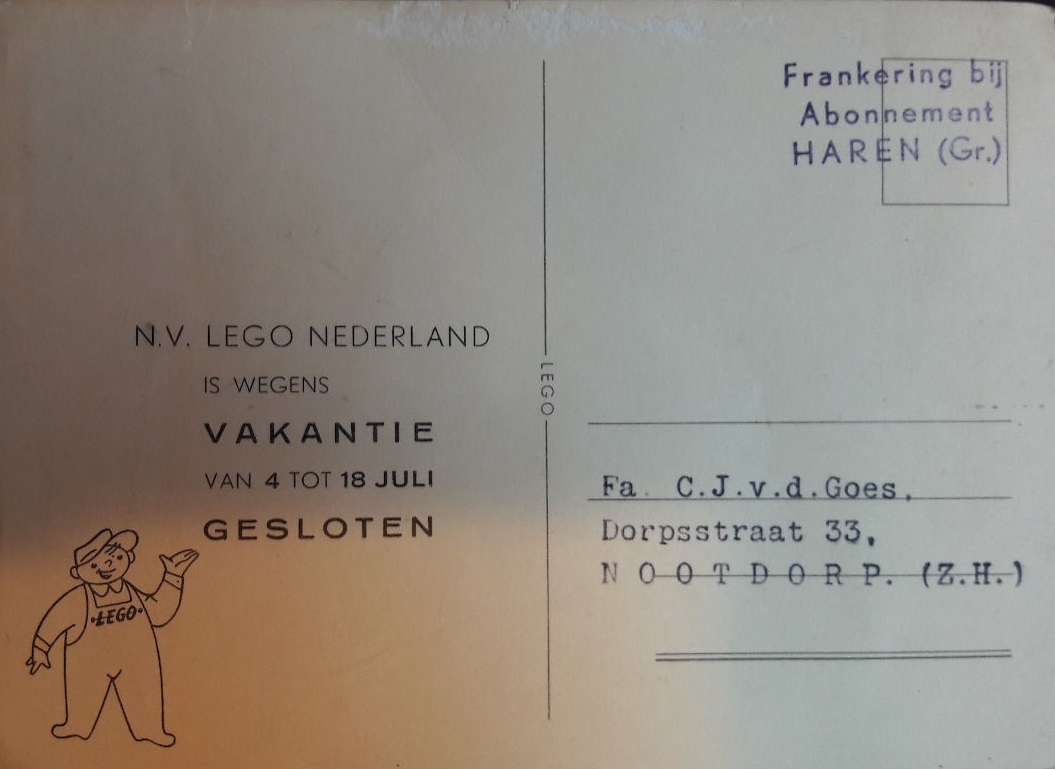 N.V. LEGO NEDERLAND
IS WEGENS
VAKANTIE
VAN 4 TOT 18 JULI
GESLOTEN
·LEGO·
LEGO
Frankering bij
Abonnement
HAREN (Gr.)
Fa. C.J.v.d.Goes,
Dorpsstraat 33,
NOOTDORP. (Z.H.)